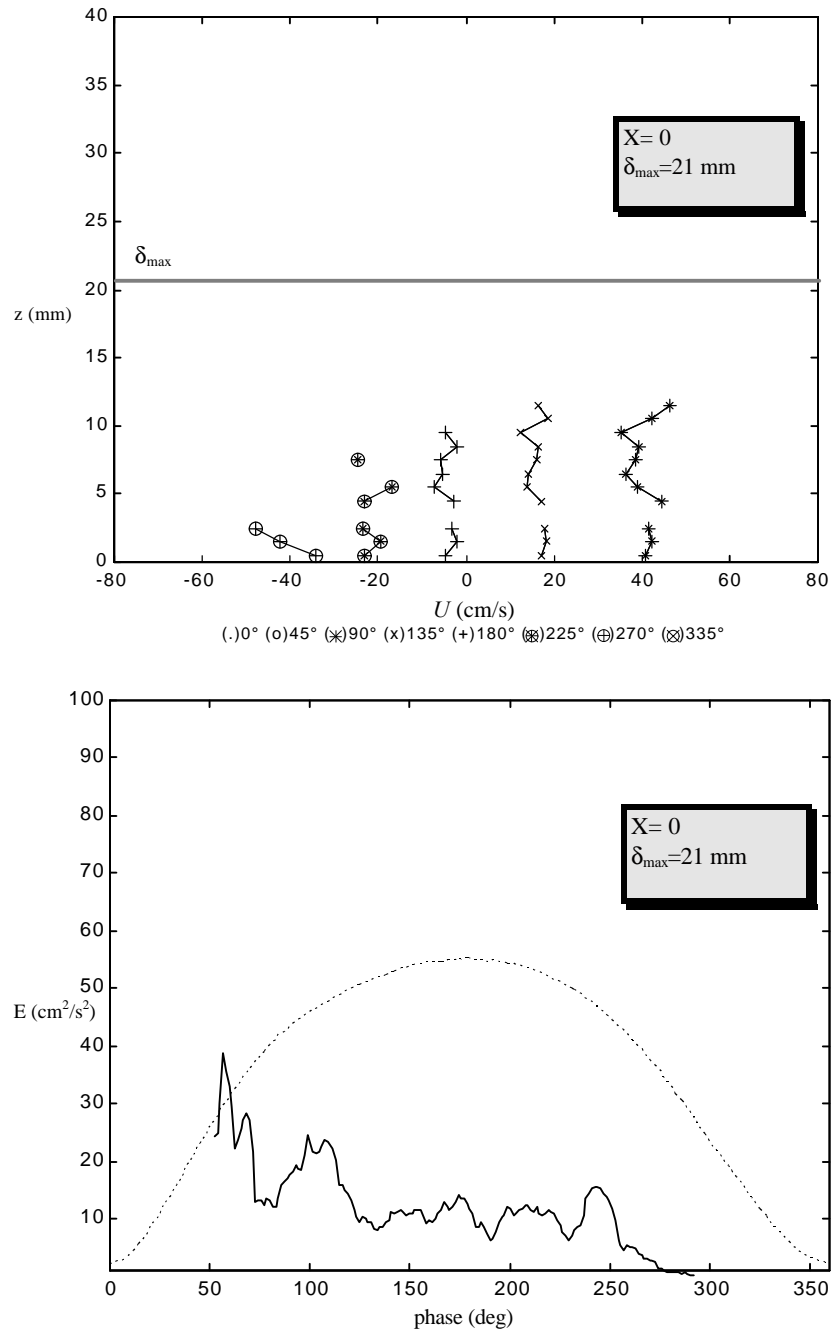 40
35
30
25
20
15
10
5
0
z (mm)
X= 0
δmax=21 mm
δmax
-80 -60 -40 -20 0 20 40 60 80
U (cm/s)
(.)0° (o)45° (✳)90° (x)135° (+)180° (⊛)225° (⊕)270° (⊗)335°
100
90
80
70
60
50
40
30
20
10
E (cm²/s²)
X= 0
δmax=21 mm
0 50 100 150 200 250 300 350
phase (deg)